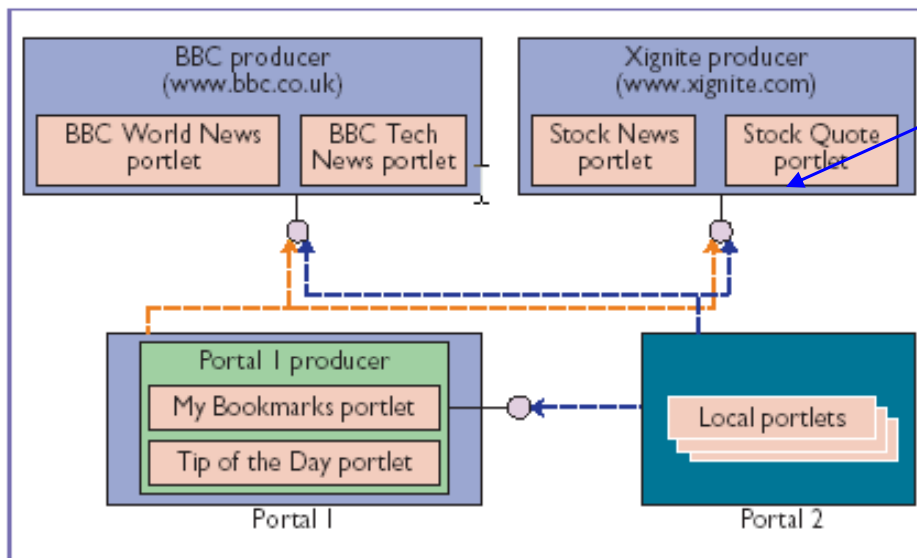 BBC producer
(www.bbc.co.uk)
BBC World News
portlet
BBC Tech
News portlet
Xignite producer
(www.xignite.com)
Stock News
portlet
Stock Quote
portlet
Portal 1 producer
My Bookmarks portlet
Tip of the Day portlet
Portal 1
Local portlets
Portal 2